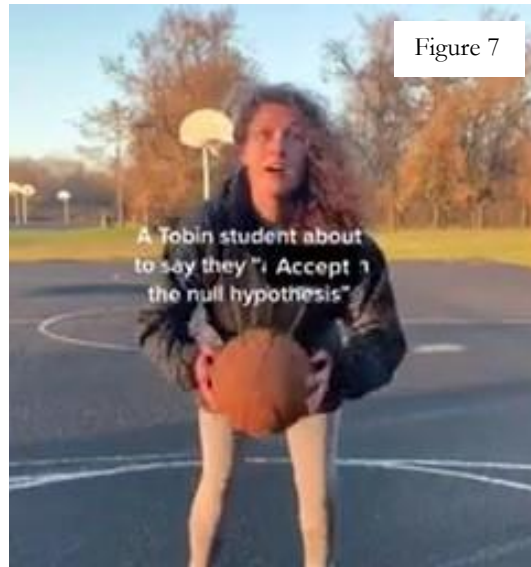 Figure 7
A Tobin student about
to say they " Accept
the null hypothesis"